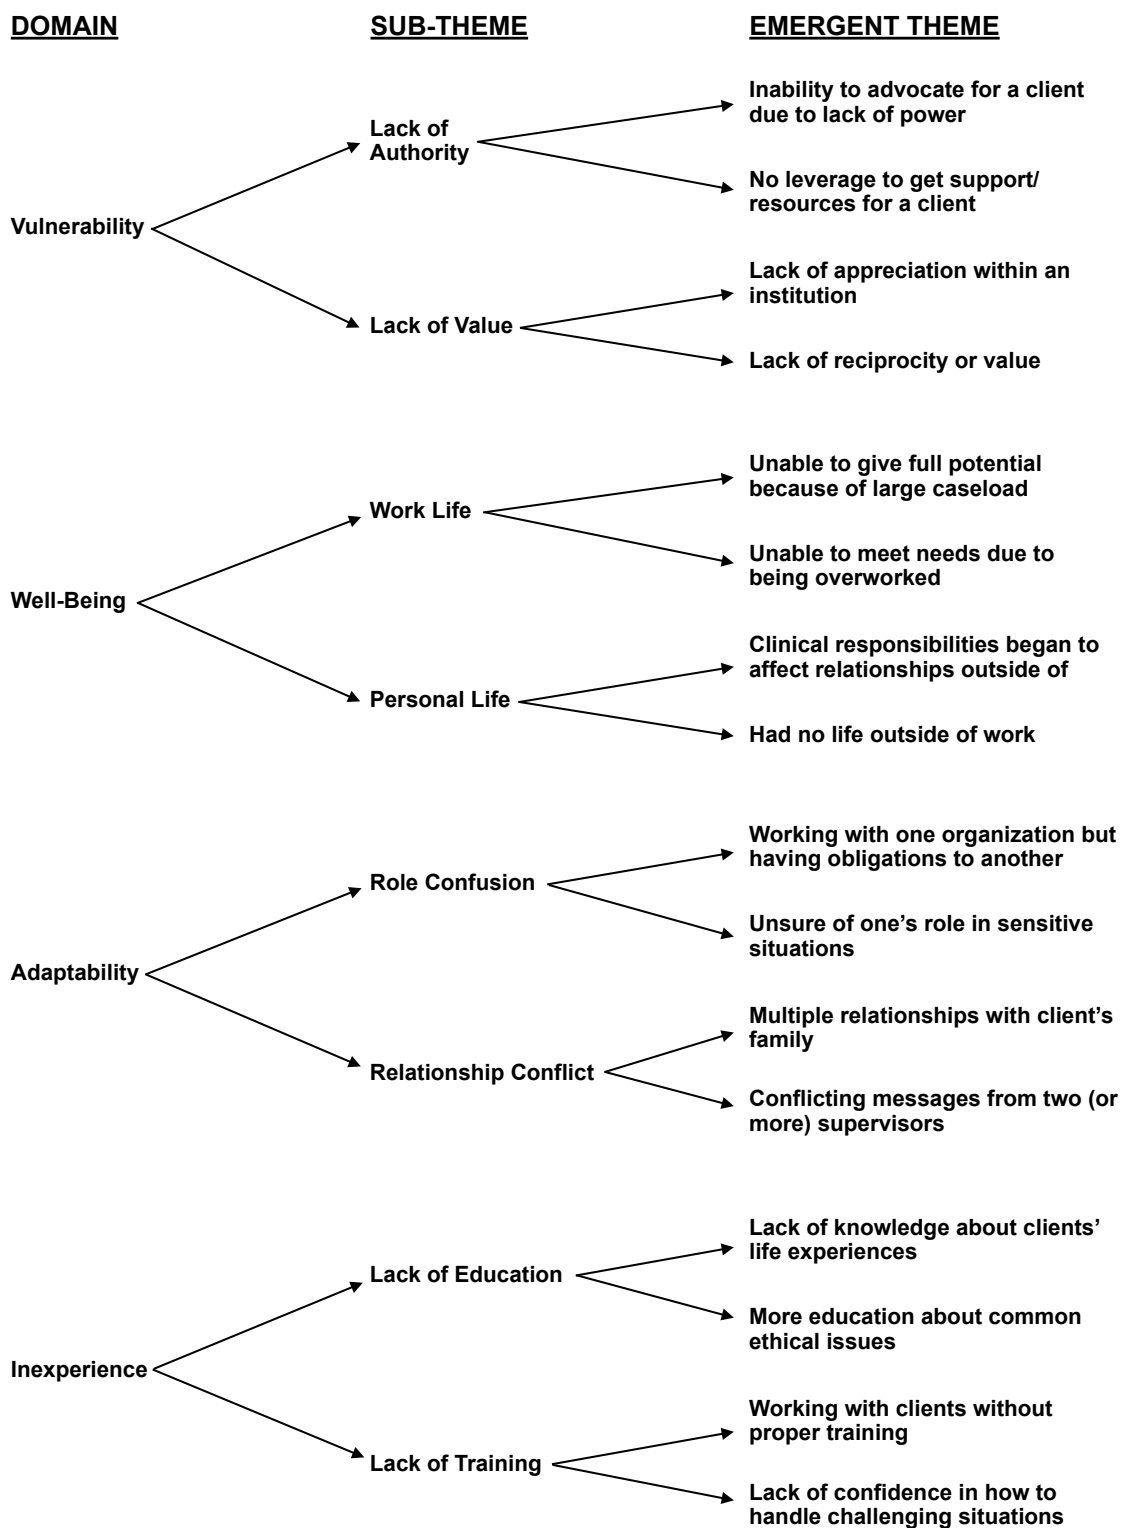 DOMAIN SUB-THEME EMERGENT THEME
Inability to advocate for a client
due to lack of power
Lack of
Authority
No leverage to get support/
resources for a client
Vulnerability
Lack of appreciation within an
institution
Lack of Value
Lack of reciprocity or value
Unable to give full potential
because of large caseload
Work Life
Unable to meet needs due to
being overworked
Well-Being
Clinical responsibilities began to
affect relationships outside of
Personal Life
Had no life outside of work
Working with one organization but
having obligations to another
Role Confusion
Unsure of one’s role in sensitive
situations
Adaptability
Multiple relationships with client’s
family
Relationship Conflict
Conflicting messages from two (or
more) supervisors
Lack of knowledge about clients’
life experiences
Lack of Education
More education about common
ethical issues
Inexperience
Working with clients without
proper training
Lack of Training
Lack of confidence in how to
handle challenging situations